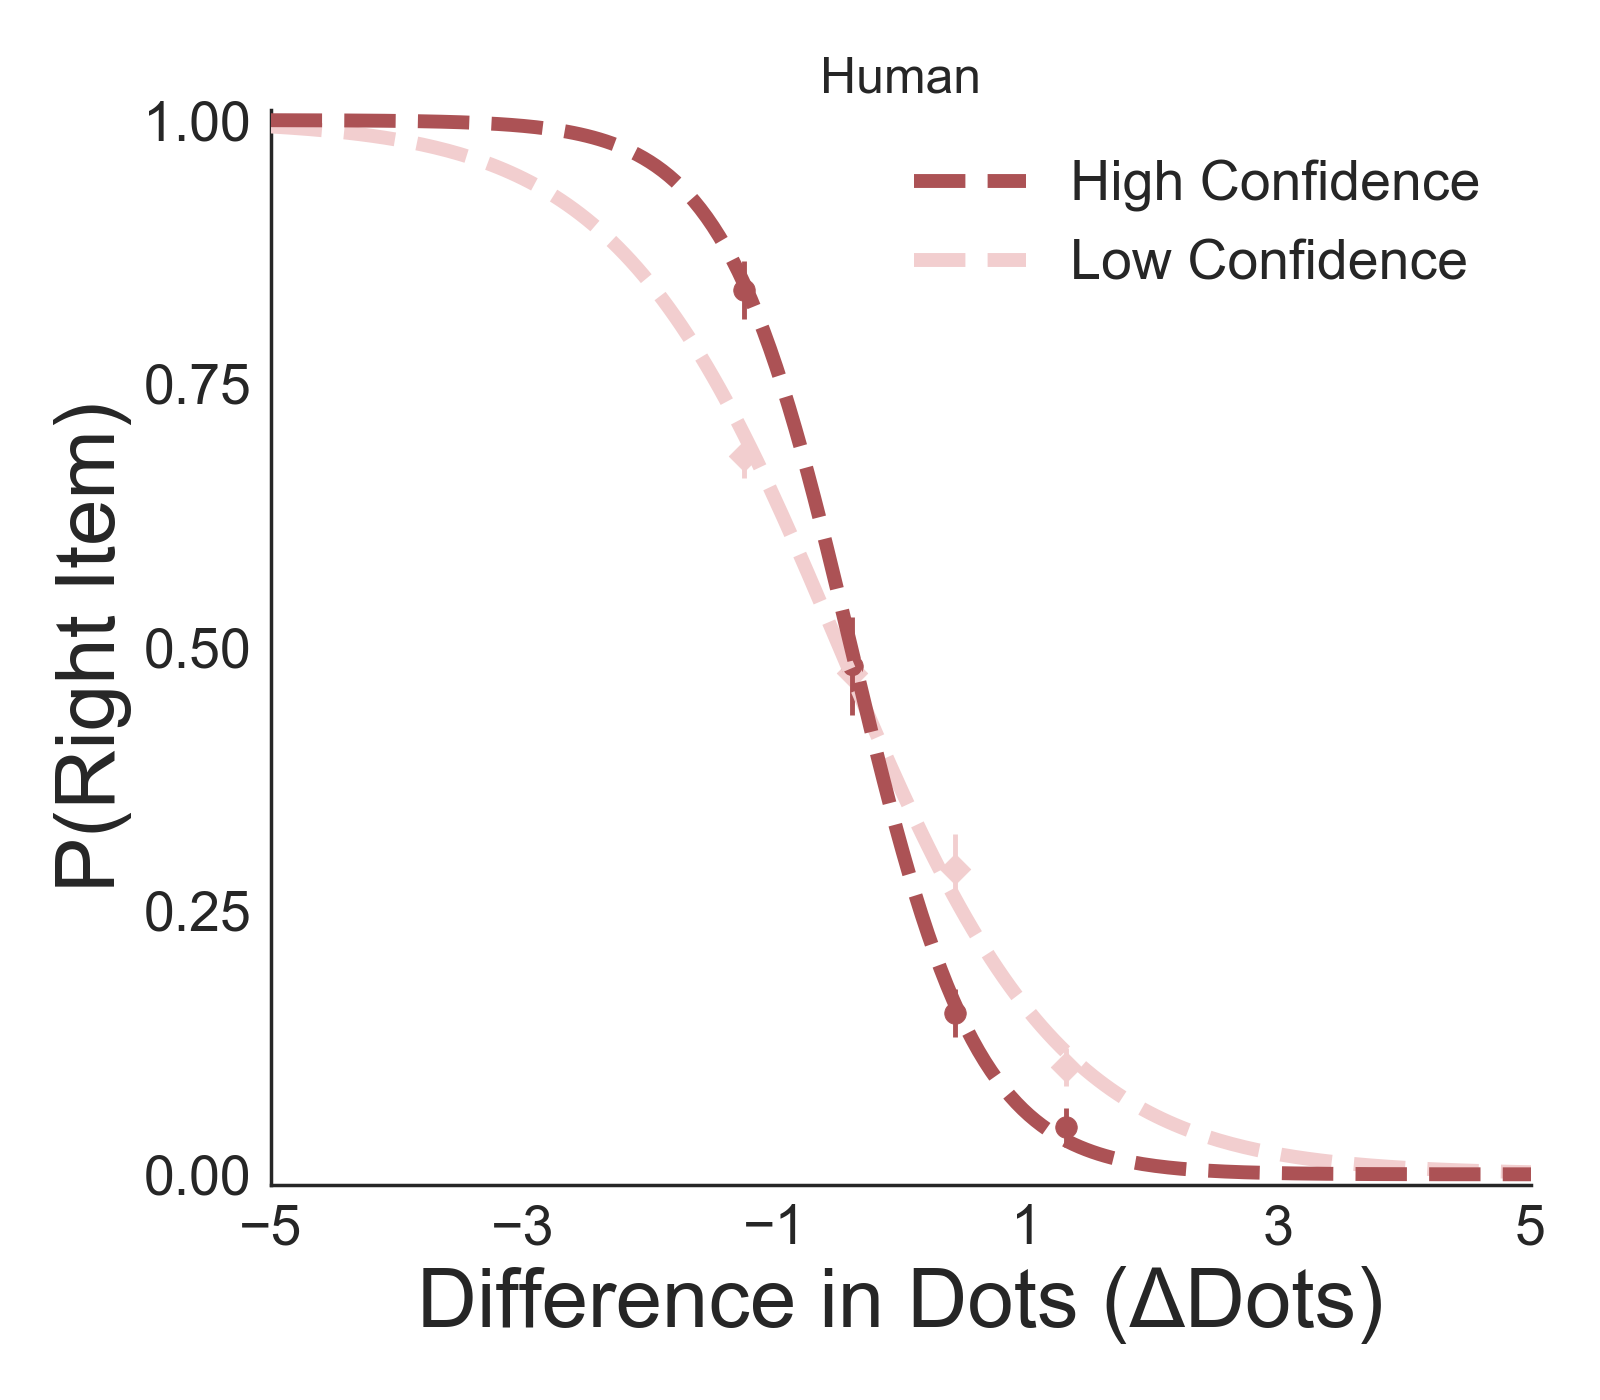 Human
High Confidence
Low Confidence
P(Right Item)
1.00
0.75
0.50
0.25
0.00
−5
−3
−1
1
3
5
Difference in Dots (ΔDots)